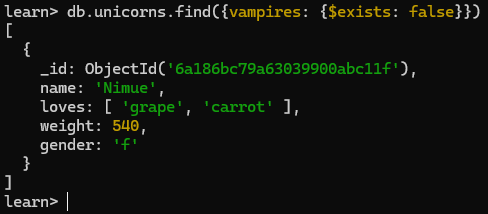 learn> db.unicorns.find({vampires: {$exists: false}})
[
  {
    _id: ObjectId('6a186bc79a63039900abc11f'),
    name: 'Nimue',
    loves: [ 'grape', 'carrot' ],
    weight: 540,
    gender: 'f'
  }
]
learn>